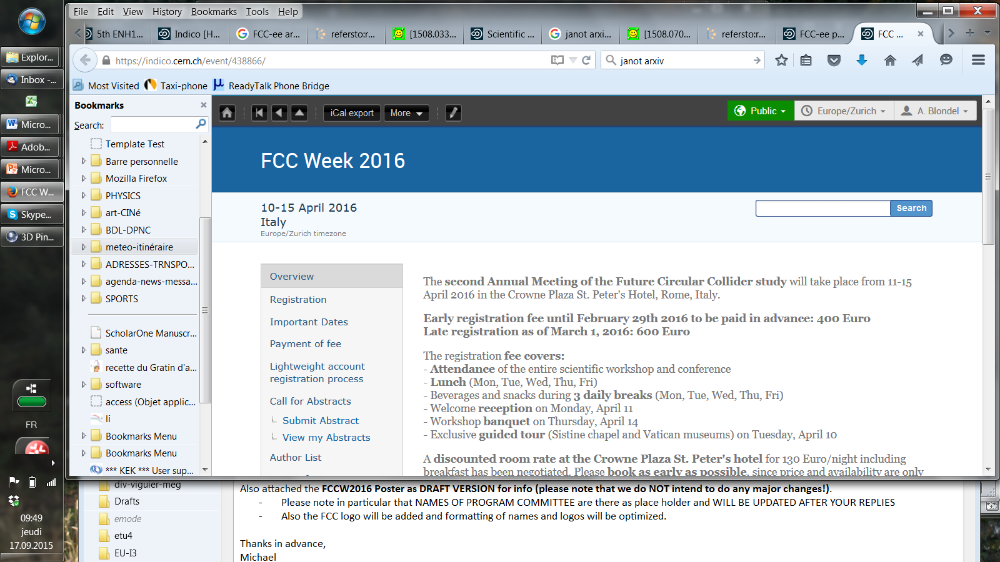 File Edit View History Bookmarks Tools Help
5th ENH1... Indico [H... FCC-ee ar... refersto:r... [1508.033... Scientific ... janot arxi... [1508.070... refersto:r... FCC-ee p... FCC ...
https://indico.cern.ch/event/438866/ janot arxiv
Most Visited Taxi-phone ReadyTalk Phone Bridge
Explor...
Inbox -...
Micro...
Adob...
Micro...
FCC W...
Skype...
3D Pin...
FR
09:49
jeudi
17.09.2015
Bookmarks
Search:
Template Test
Barre personnelle
Mozilla Firefox
PHYSICS
art-CINé
BDL-DPNC
meteo-itinéraire
ADRESSES-TRNSPO...
agenda-news-messa...
SPORTS
ScholarOne Manuscr...
sante
recette du Gratin d'a...
software
access (Objet applic...
li
Bookmarks Menu
Bookmarks Menu
*** KEK *** User sup...
iCal export More Public Europe/Zurich A. Blondel
FCC Week 2016
10-15 April 2016
Italy
Europe/Zurich timezone
Search
Overview
Registration
Important Dates
Payment of fee
Lightweight account
registration process
Call for Abstracts
Submit Abstract
View my Abstracts
Author List
The second Annual Meeting of the Future Circular Collider study will take place from 11-15
April 2016 in the Crowne Plaza St. Peter's Hotel, Rome, Italy.
Early registration fee until February 29th 2016 to be paid in advance: 400 Euro
Late registration as of March 1, 2016: 600 Euro
The registration fee covers:
- Attendance of the entire scientific workshop and conference
- Lunch (Mon, Tue, Wed, Thu, Fri)
- Beverages and snacks during 3 daily breaks (Mon, Tue, Wed, Thu, Fri)
- Welcome reception on Monday, April 11
- Workshop banquet on Thursday, April 14
- Exclusive guided tour (Sistine chapel and Vatican museums) on Tuesday, April 10
A discounted room rate at the Crowne Plaza St. Peter's hotel for 130 Euro/night including
breakfast has been negotiated. Please book as early as possible, since price and availability are only
div-viguier-meg
Drafts
emode
etu4
EU-I3
Also attached the FCCW2016 Poster as DRAFT VERSION for info (please note that we do NOT intend to do any major changes!).
- Please note in particular that NAMES OF PROGRAM COMMITTEE are there as place holder and WILL BE UPDATED AFTER YOUR REPLIES
- Also the FCC logo will be added and formatting of names and logos will be optimized.
Thanks in advance,
Michael